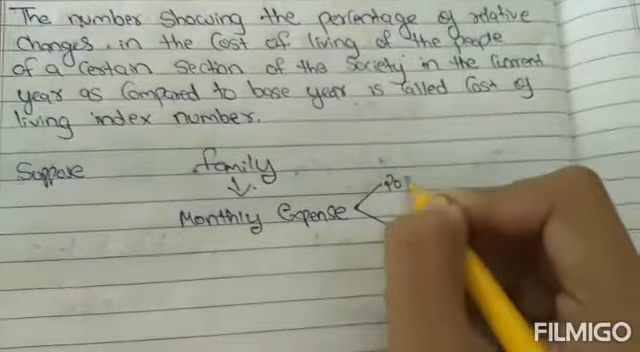 The number showing the percentage of relative
changes in the cost of living of the people
of a certain section of the society in the current
year as compared to base year is called cost of
living index number.
Suppose family
Monthly Expense
FILMIGO